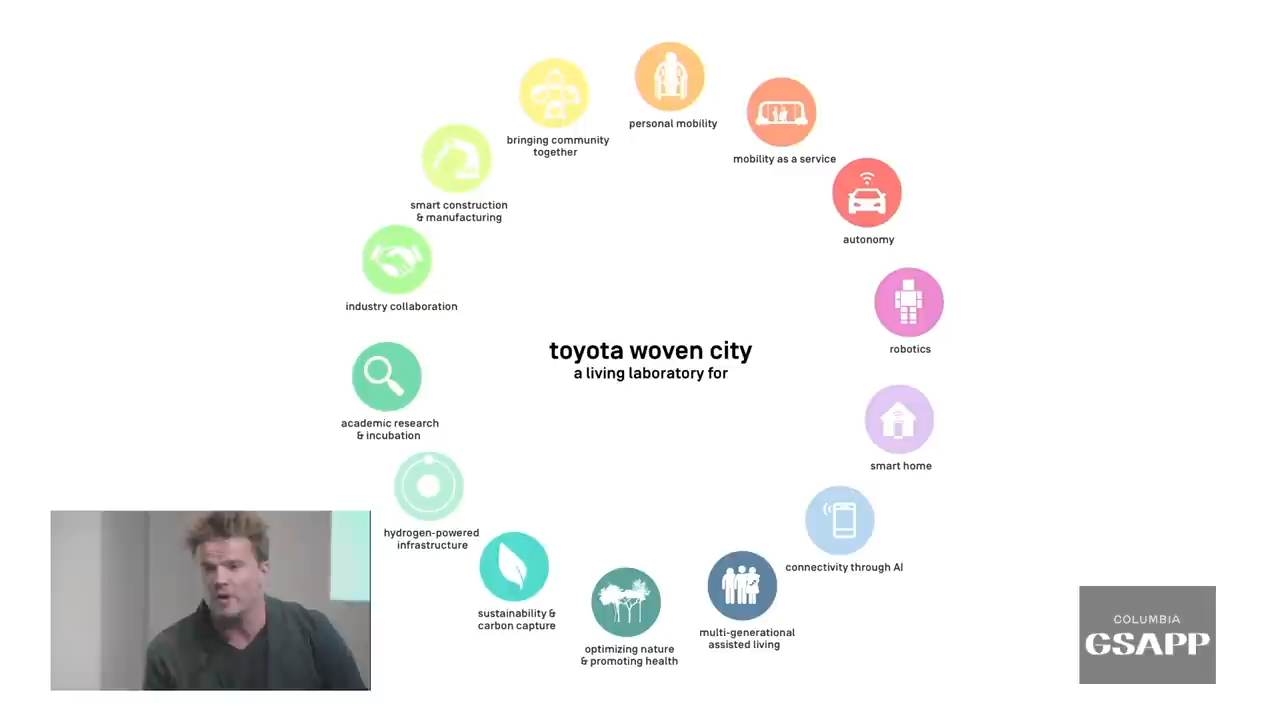 personal mobility
mobility as a service
autonomy
robotics
smart home
connectivity through AI
multi-generational
assisted living
optimizing nature
& promoting health
sustainability &
carbon capture
hydrogen-powered
infrastructure
academic research
& incubation
industry collaboration
smart construction
& manufacturing
bringing community
together
toyota woven city
a living laboratory for
COLUMBIA
GSAPP